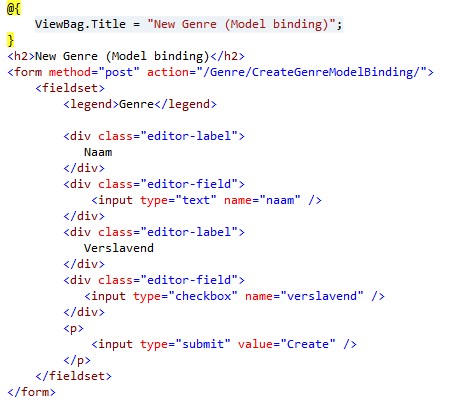 @{
    ViewBag.Title = "New Genre (Model binding)";
}
<h2>New Genre (Model binding)</h2>
<form method="post" action="/Genre/CreateGenreModelBinding/">
    <fieldset>
        <legend>Genre</legend>

        <div class="editor-label">
           Naam
        </div>
        <div class="editor-field">
            <input type="text" name="naam" />
        </div>
        <div class="editor-label">
           Verslavend
        </div>
        <div class="editor-field">
           <input type="checkbox" name="verslavend" />
        </div>
        <p>
            <input type="submit" value="Create" />
        </p>
    </fieldset>
</form>